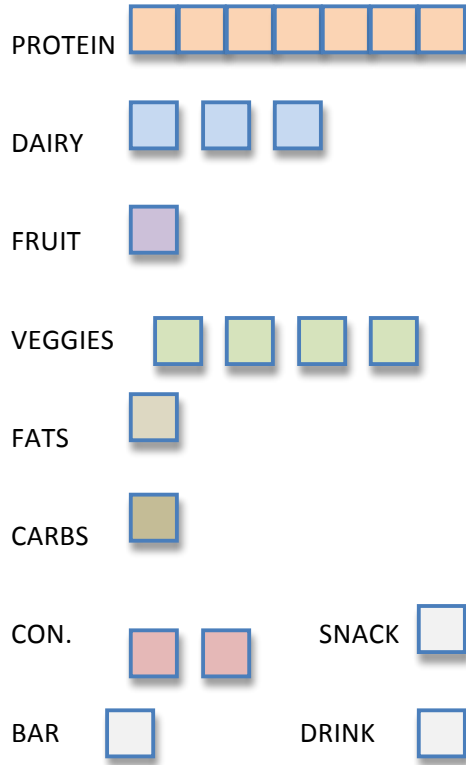 PROTEIN
DAIRY
FRUIT
VEGGIES
FATS
CARBS
CON. SNACK
BAR DRINK